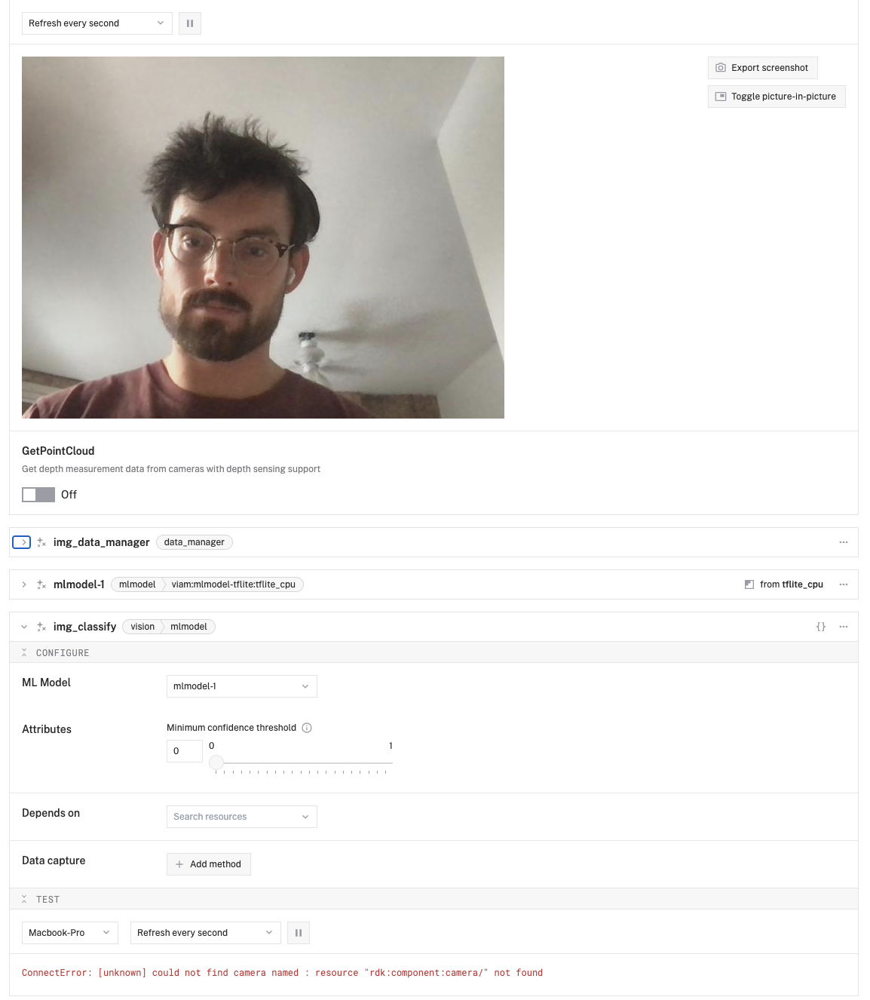 Refresh every second
Export screenshot
Toggle picture-in-picture
GetPointCloud
Get depth measurement data from cameras with depth sensing support
Off
img_data_manager data_manager
mlmodel-1 mlmodel viam:mlmodel-tflite:tflite_cpu from tflite_cpu
img_classify vision mlmodel {}
CONFIGURE
ML Model mlmodel-1
Attributes Minimum confidence threshold
0 0 1
Depends on Search resources
Data capture Add method
TEST
Macbook-Pro Refresh every second
ConnectError: [unknown] could not find camera named : resource "rdk:component:camera/" not found